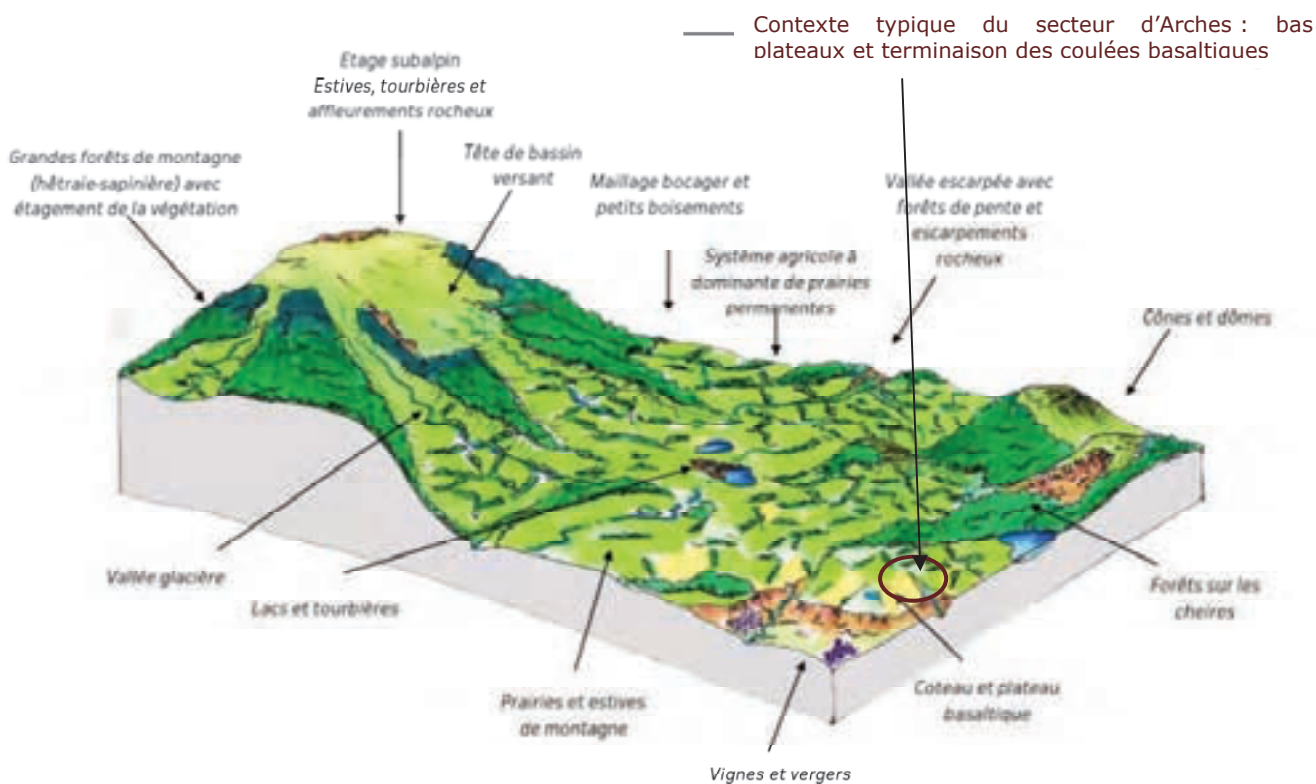 Contexte typique du secteur d'Arches : bas
plateaux et terminaison des coulées basaltiques
Etage subalpin
Estives, tourbières et
affleurements rocheux
Grandes forêts de montagne
(hêtraie-sapinière) avec
étagement de la végétation
Tête de bassin
versant
Maillage bocager et
petits boisements
Vallée escarpée avec
forêts de pente et
escarpements
rocheux
Système agricole à
dominante de prairies
permanentes
Cônes et dômes
Vallée glacière
Lacs et tourbières
Forêts sur les
cheires
Prairies et estives
de montagne
Coteau et plateau
basaltique
Vignes et vergers